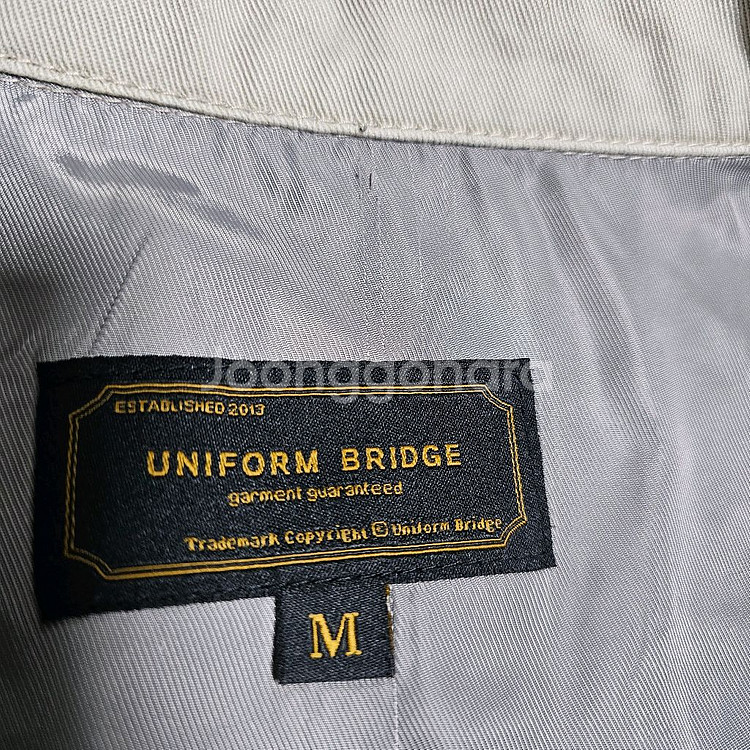 Joonggonara
ESTABLISHED 2013
UNIFORM BRIDGE
garment guaranteed
Trademark Copyright © Uniform Bridge
M